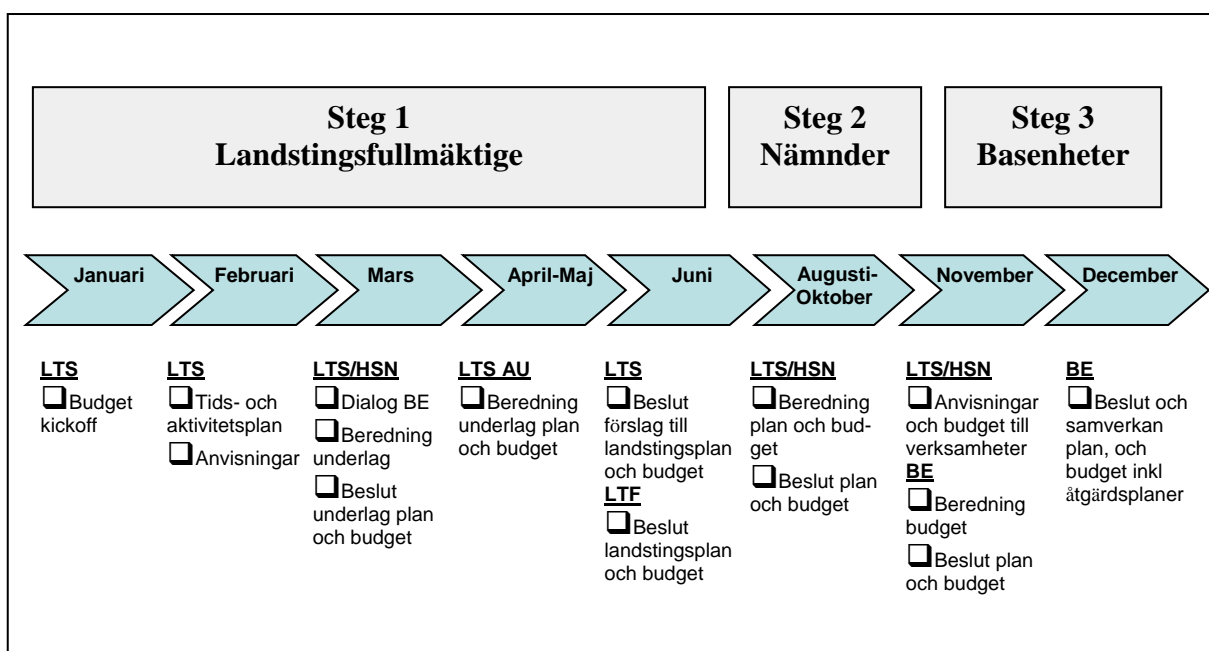 Steg 1
Landstingsfullmäktige
Steg 2
Nämnder
Steg 3
Basenheter
Januari
Februari
Mars
April-Maj
Juni
Augusti-
Oktober
November
December
LTS
Budget
kickoff
LTS
Tids- och
aktivitetsplan
Anvisningar
LTS/HSN
Dialog BE
Beredning
underlag
Beslut
underlag plan
och budget
LTS AU
Beredning
underlag plan
och budget
LTS
Beslut
förslag till
landstingsplan
och budget
LTF
Beslut
landstingsplan
och budget
LTS/HSN
Beredning
plan och bud-
get
Beslut plan
och budget
LTS/HSN
Anvisningar
och budget till
verksamheter
BE
Beredning
budget
Beslut plan
och budget
BE
Beslut och
samverkan
plan, och
budget inkl
åtgärdsplaner